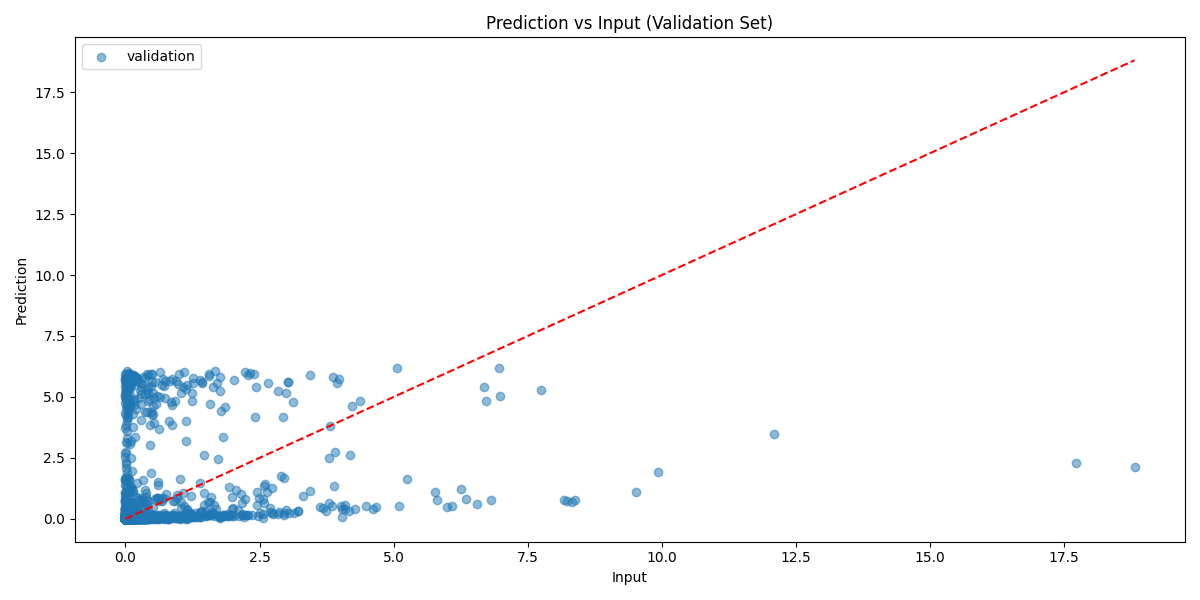 Prediction vs Input (Validation Set)
validation
17.5
15.0
12.5
10.0
7.5
5.0
2.5
0.0
Prediction
0.0 2.5 5.0 7.5 10.0 12.5 15.0 17.5
Input